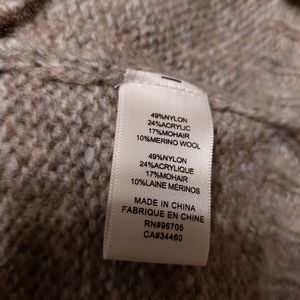 49%NYLON
24%ACRYLIC
17%MOHAIR
10%MERINO WOOL
49%NYLON
24%ACRYLIQUE
17%MOHAIR
10%LAINE MÉRINOS
MADE IN CHINA
FABRIQUE EN CHINE
RN#96705
CA#34460